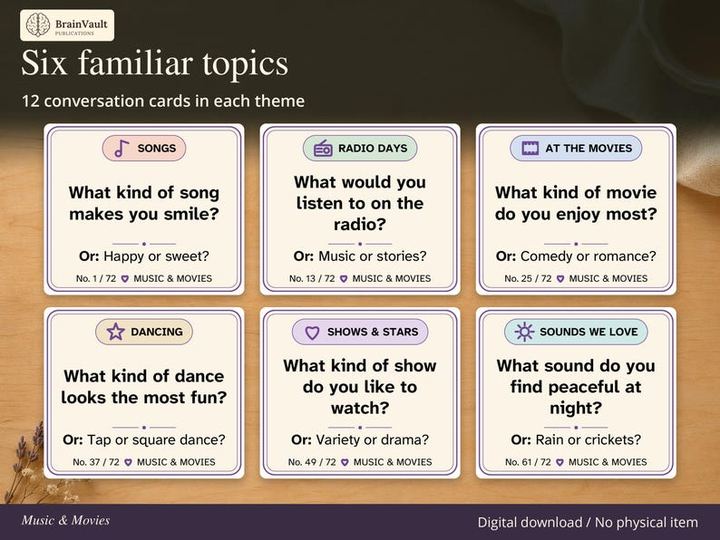 BrainVault
PUBLICATIONS
Six familiar topics
12 conversation cards in each theme
SONGS
What kind of song
makes you smile?
Or: Happy or sweet?
No. 1 / 72 MUSIC & MOVIES
RADIO DAYS
What would you
listen to on the
radio?
Or: Music or stories?
No. 13 / 72 MUSIC & MOVIES
AT THE MOVIES
What kind of movie
do you enjoy most?
Or: Comedy or romance?
No. 25 / 72 MUSIC & MOVIES
DANCING
What kind of dance
looks the most fun?
Or: Tap or square dance?
No. 37 / 72 MUSIC & MOVIES
SHOWS & STARS
What kind of show
do you like to
watch?
Or: Variety or drama?
No. 49 / 72 MUSIC & MOVIES
SOUNDS WE LOVE
What sound do you
find peaceful at
night?
Or: Rain or crickets?
No. 61 / 72 MUSIC & MOVIES
Music & Movies
Digital download / No physical item